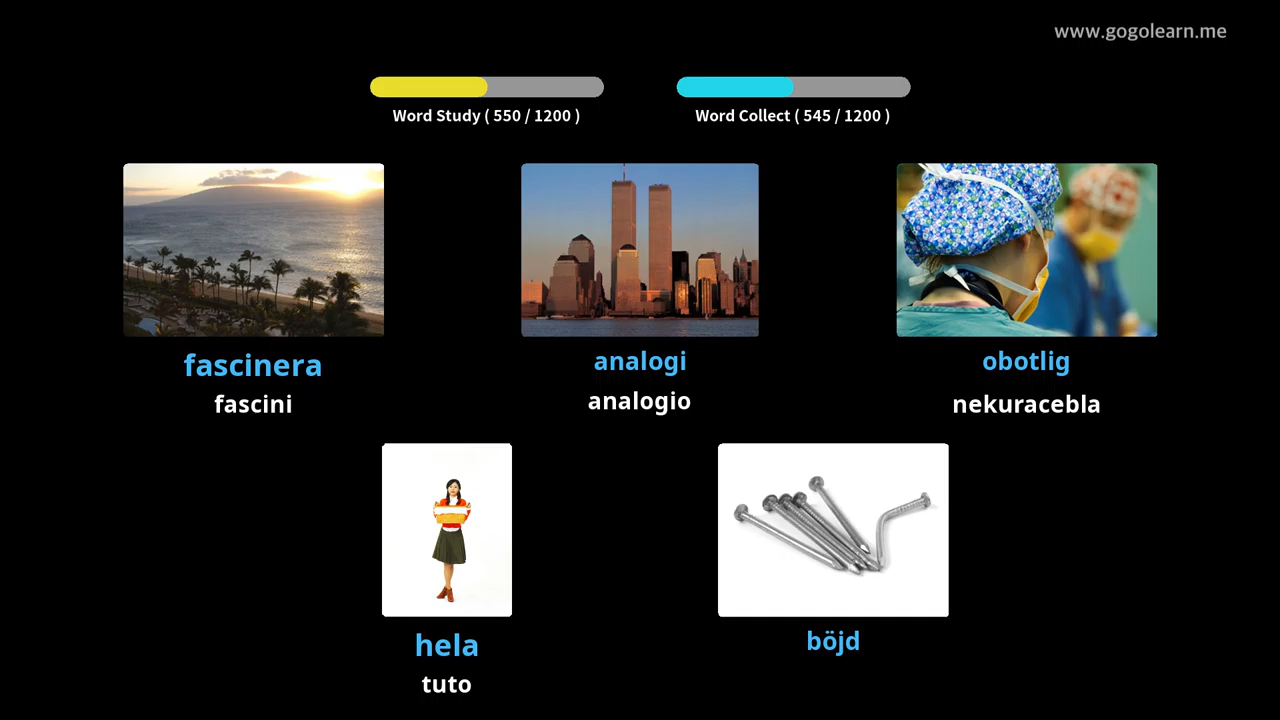 www.gogolearn.me
Word Study ( 550 / 1200 )
Word Collect ( 545 / 1200 )
fascinera
fascini
analogi
analogio
obotlig
nekuracebla
hela
tuto
böjd